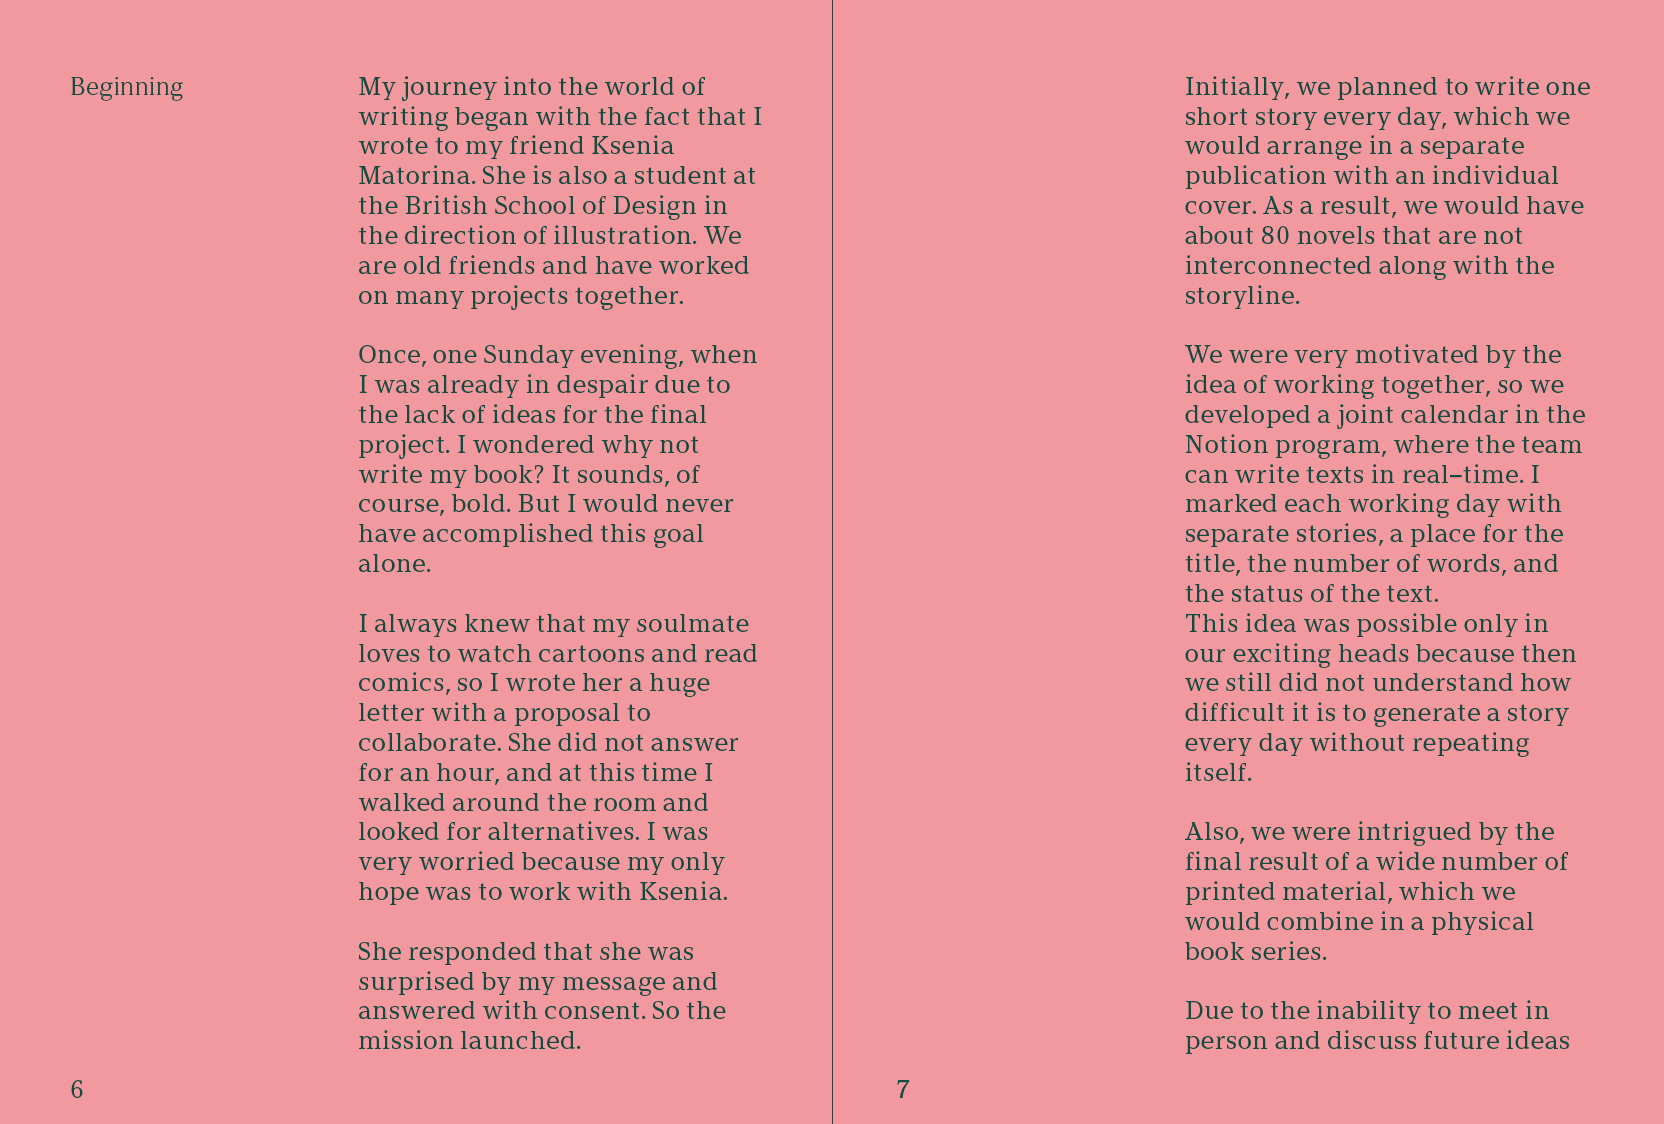 Beginning
My journey into the world of
writing began with the fact that I
wrote to my friend Ksenia
Matorina. She is also a student at
the British School of Design in
the direction of illustration. We
are old friends and have worked
on many projects together.
Once, one Sunday evening, when
I was already in despair due to
the lack of ideas for the final
project. I wondered why not
write my book? It sounds, of
course, bold. But I would never
have accomplished this goal
alone.
I always knew that my soulmate
loves to watch cartoons and read
comics, so I wrote her a huge
letter with a proposal to
collaborate. She did not answer
for an hour, and at this time I
walked around the room and
looked for alternatives. I was
very worried because my only
hope was to work with Ksenia.
She responded that she was
surprised by my message and
answered with consent. So the
mission launched.
6
Initially, we planned to write one
short story every day, which we
would arrange in a separate
publication with an individual
cover. As a result, we would have
about 80 novels that are not
interconnected along with the
storyline.
We were very motivated by the
idea of working together, so we
developed a joint calendar in the
Notion program, where the team
can write texts in real–time. I
marked each working day with
separate stories, a place for the
title, the number of words, and
the status of the text.
This idea was possible only in
our exciting heads because then
we still did not understand how
difficult it is to generate a story
every day without repeating
itself.
Also, we were intrigued by the
final result of a wide number of
printed material, which we
would combine in a physical
book series.
Due to the inability to meet in
person and discuss future ideas
7